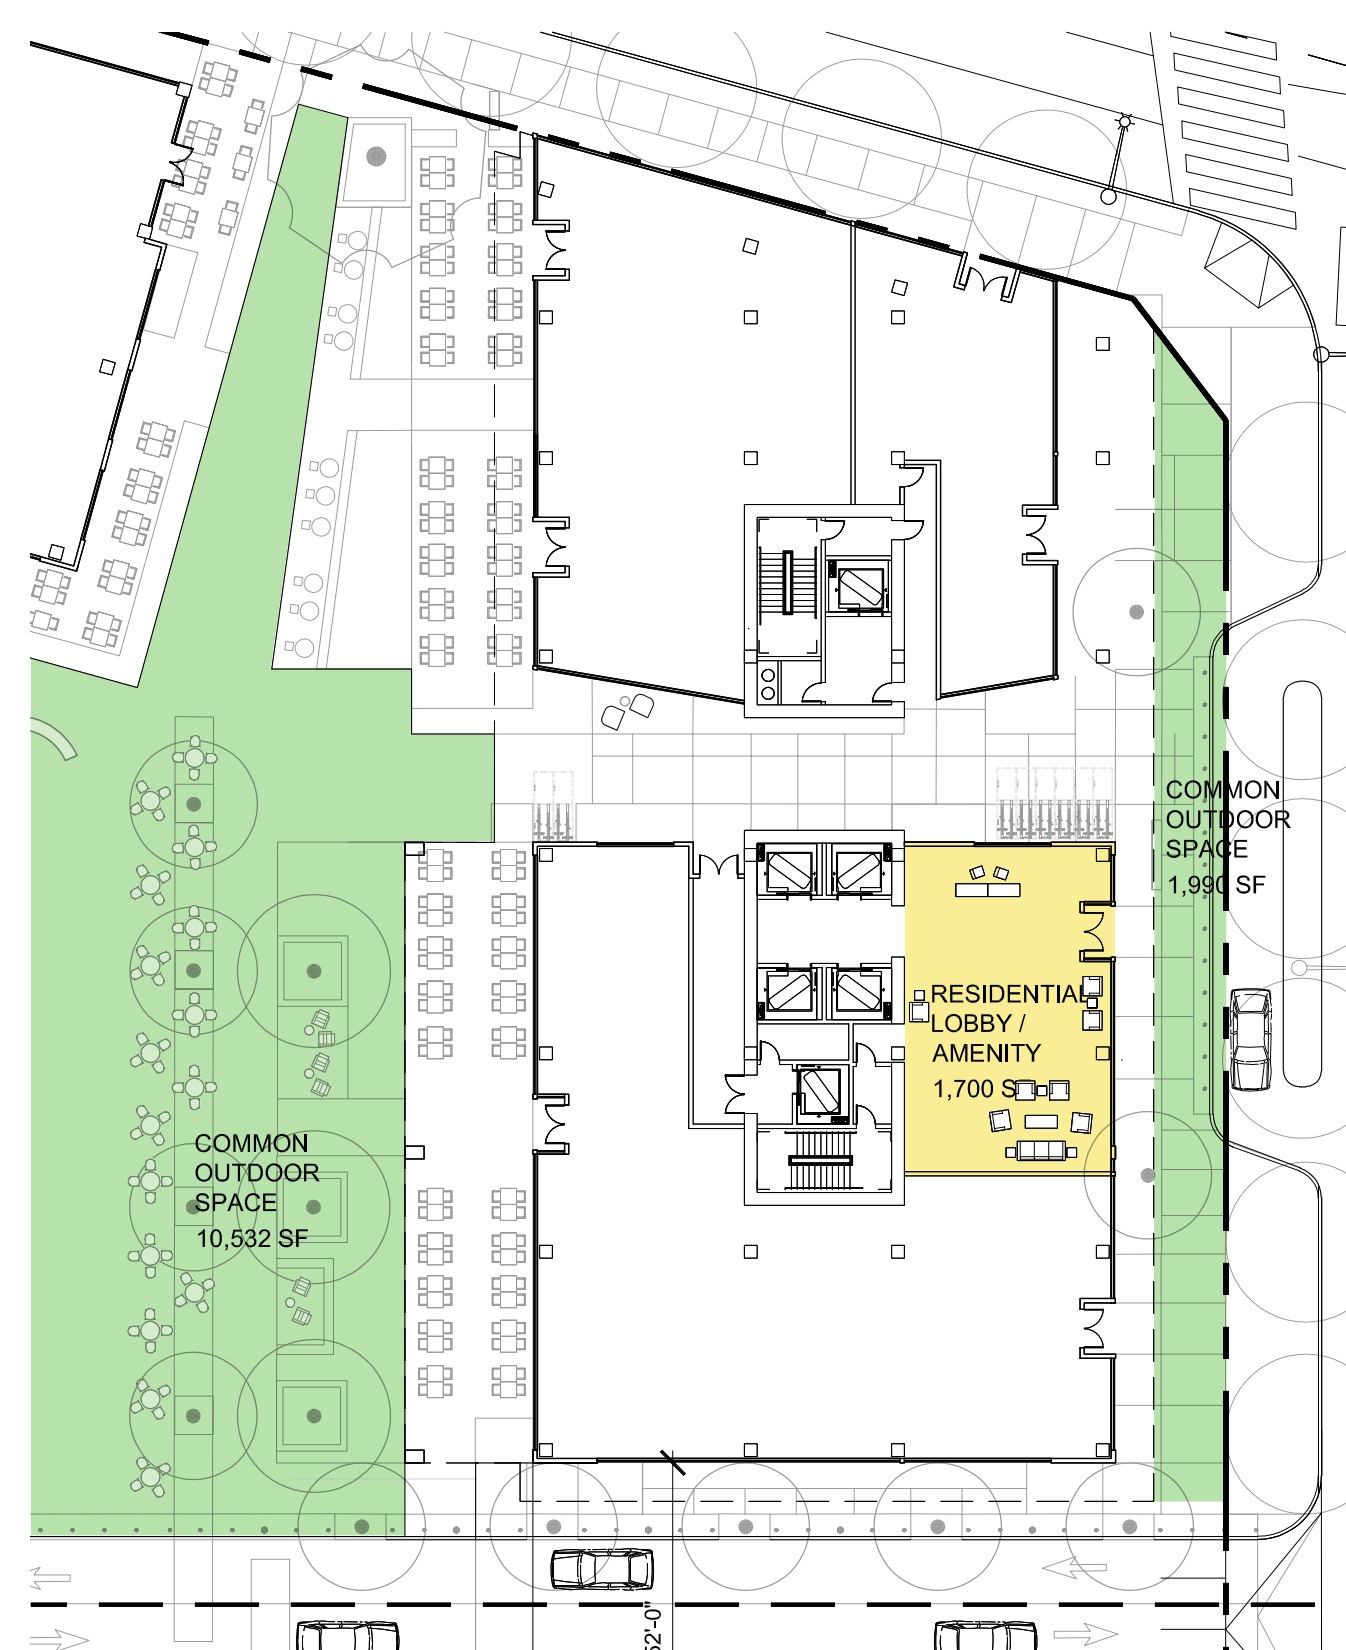 COMMON
OUTDOOR
SPACE
1,990 SF
RESIDENTIAL
LOBBY /
AMENITY
1,700 SF
COMMON
OUTDOOR
SPACE
10,532 SF
52'-0"